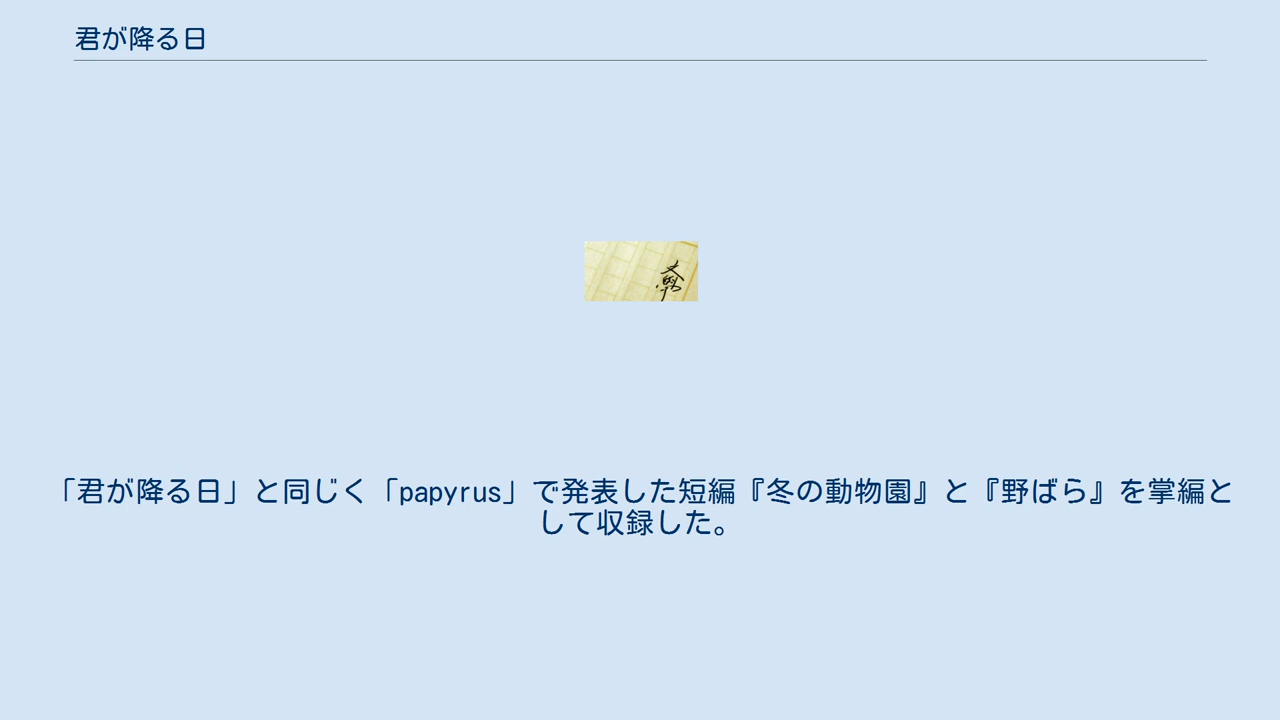 君が降る日
「君が降る日」と同じく「papyrus」で発表した短編『冬の動物園』と『野ばら』を掌編と
して収録した。